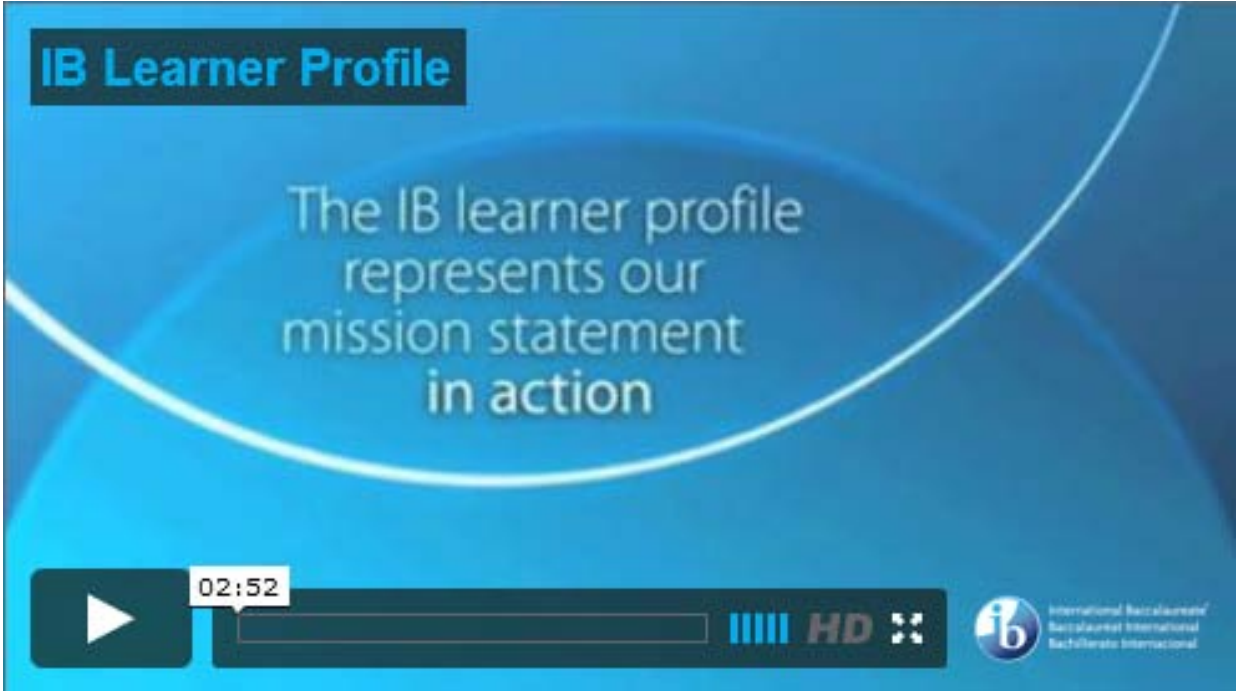 IB Learner Profile
The IB learner profile
represents our
mission statement
in action
02:52
HD
ib
International Baccalaureate®
Baccalauréat International
Bachillerato Internacional